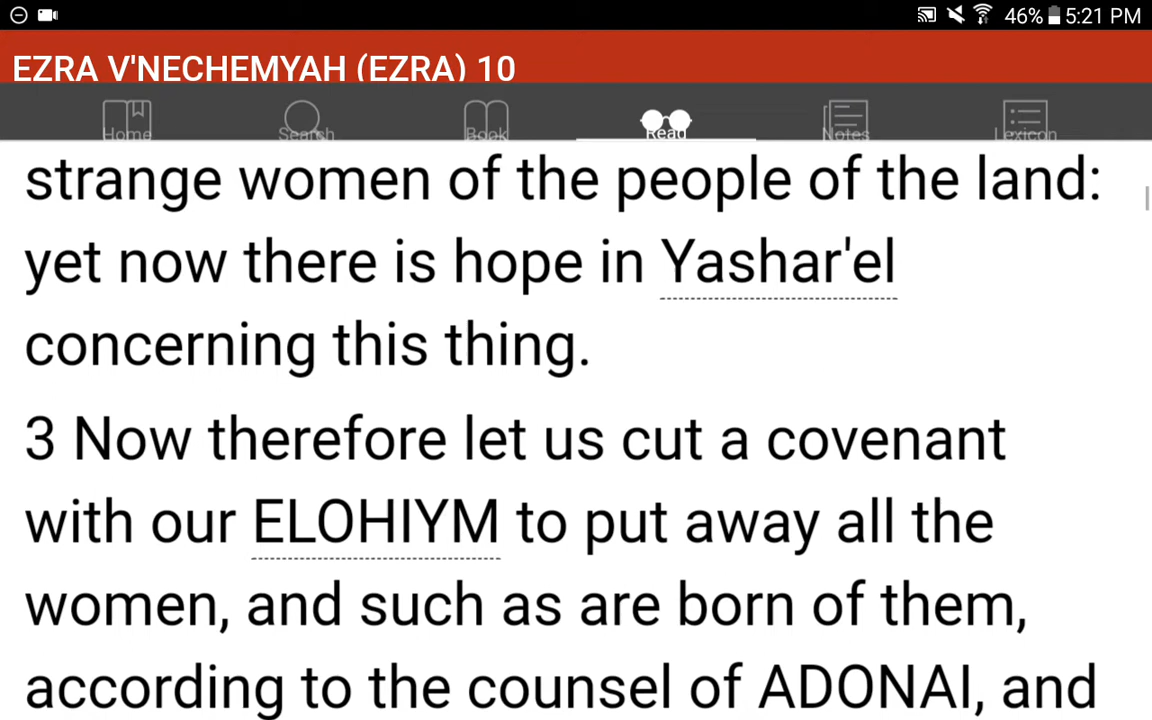 46% 5:21 PM
EZRA V'NECHEMYAH (EZRA) 10
Home Search Book Read Notes Lexicon
strange women of the people of the land:
yet now there is hope in Yashar'el
concerning this thing.
3 Now therefore let us cut a covenant
with our ELOHIYM to put away all the
women, and such as are born of them,
according to the counsel of ADONAI, and